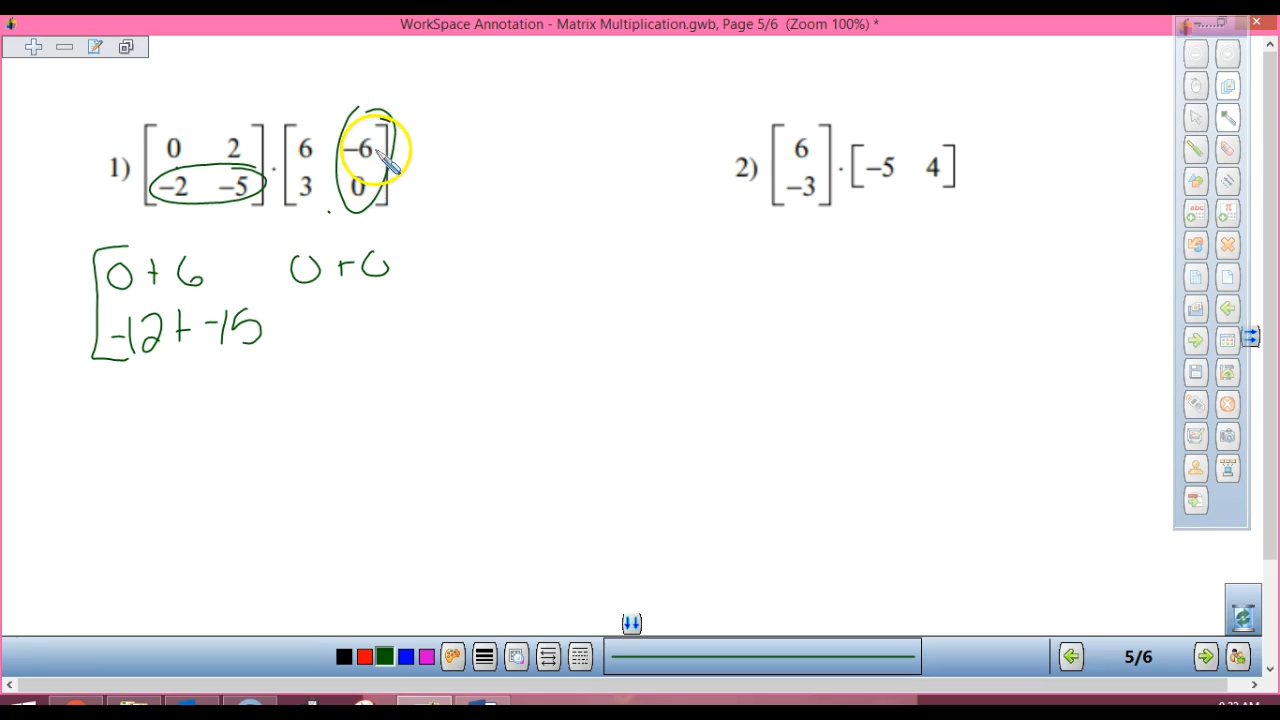 WorkSpace Annotation - Matrix Multiplication.gwb, Page 5/6 (Zoom 100%) *
1) [0 2 -2 -5] · [6 -6 3 0]
2) [6 -3] · [-5 4]
0 + 6 0 + 0
-12 + -15
abc
π
5/6